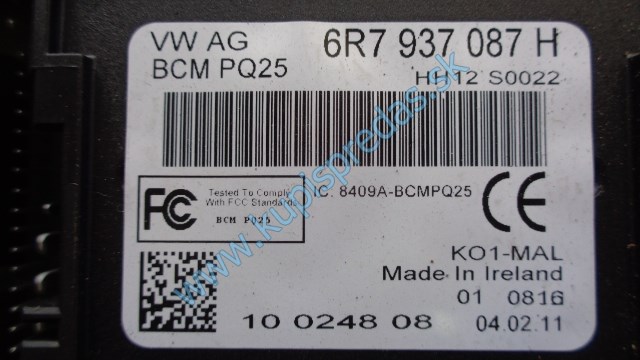 VW AG 6R7 937 087 H
BCM PQ25 HH12 S0022
FC Tested To Comply
With FCC Standards
BCM PQ25
IC: 8409A-BCMPQ25
CE
KO1-MAL
Made In Ireland
01 0816
10 0248 08 04.02.11
www.kupispredas.sk